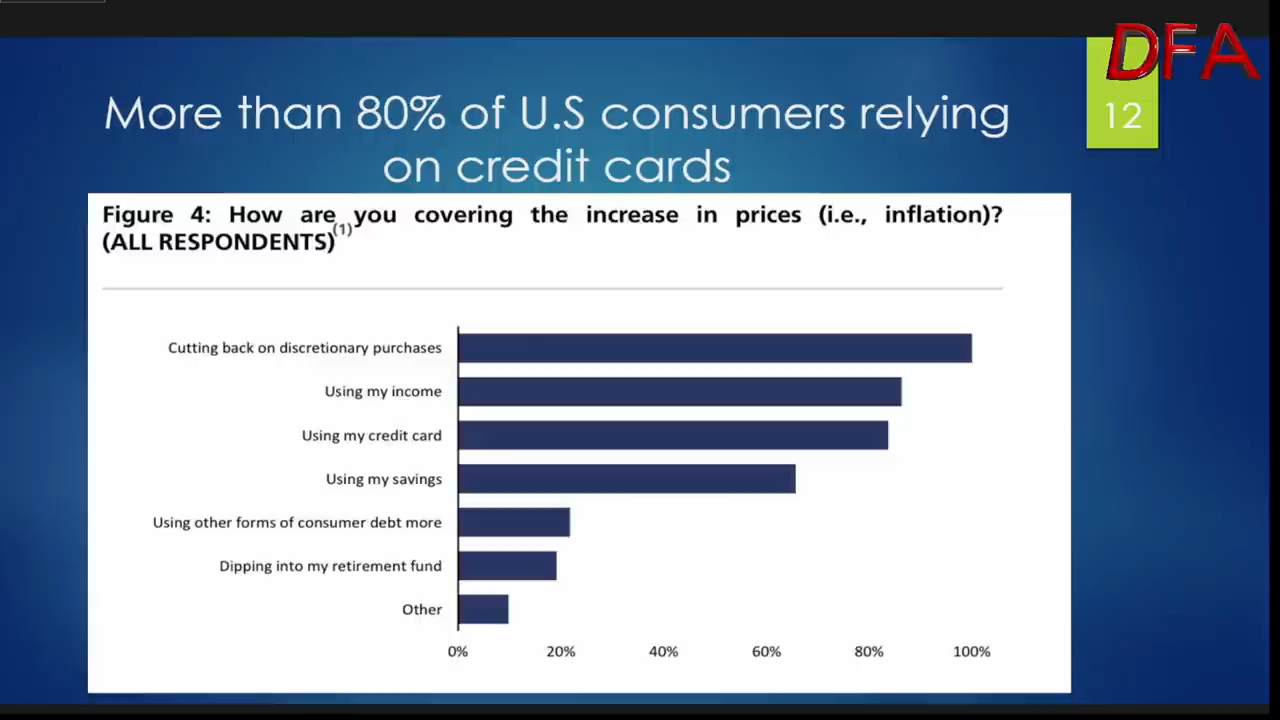 DFA
12
More than 80% of U.S consumers relying
on credit cards
Figure 4: How are you covering the increase in prices (i.e., inflation)?
(ALL RESPONDENTS)(1)
Cutting back on discretionary purchases
Using my income
Using my credit card
Using my savings
Using other forms of consumer debt more
Dipping into my retirement fund
Other
0% 20% 40% 60% 80% 100%